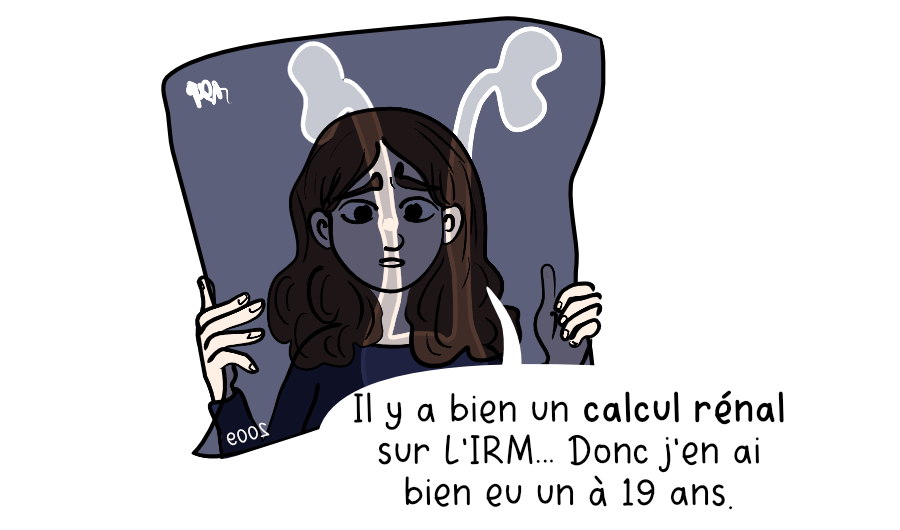 2009
Il y a bien un calcul rénal
sur L'IRM... Donc j'en ai
bien eu un à 19 ans.